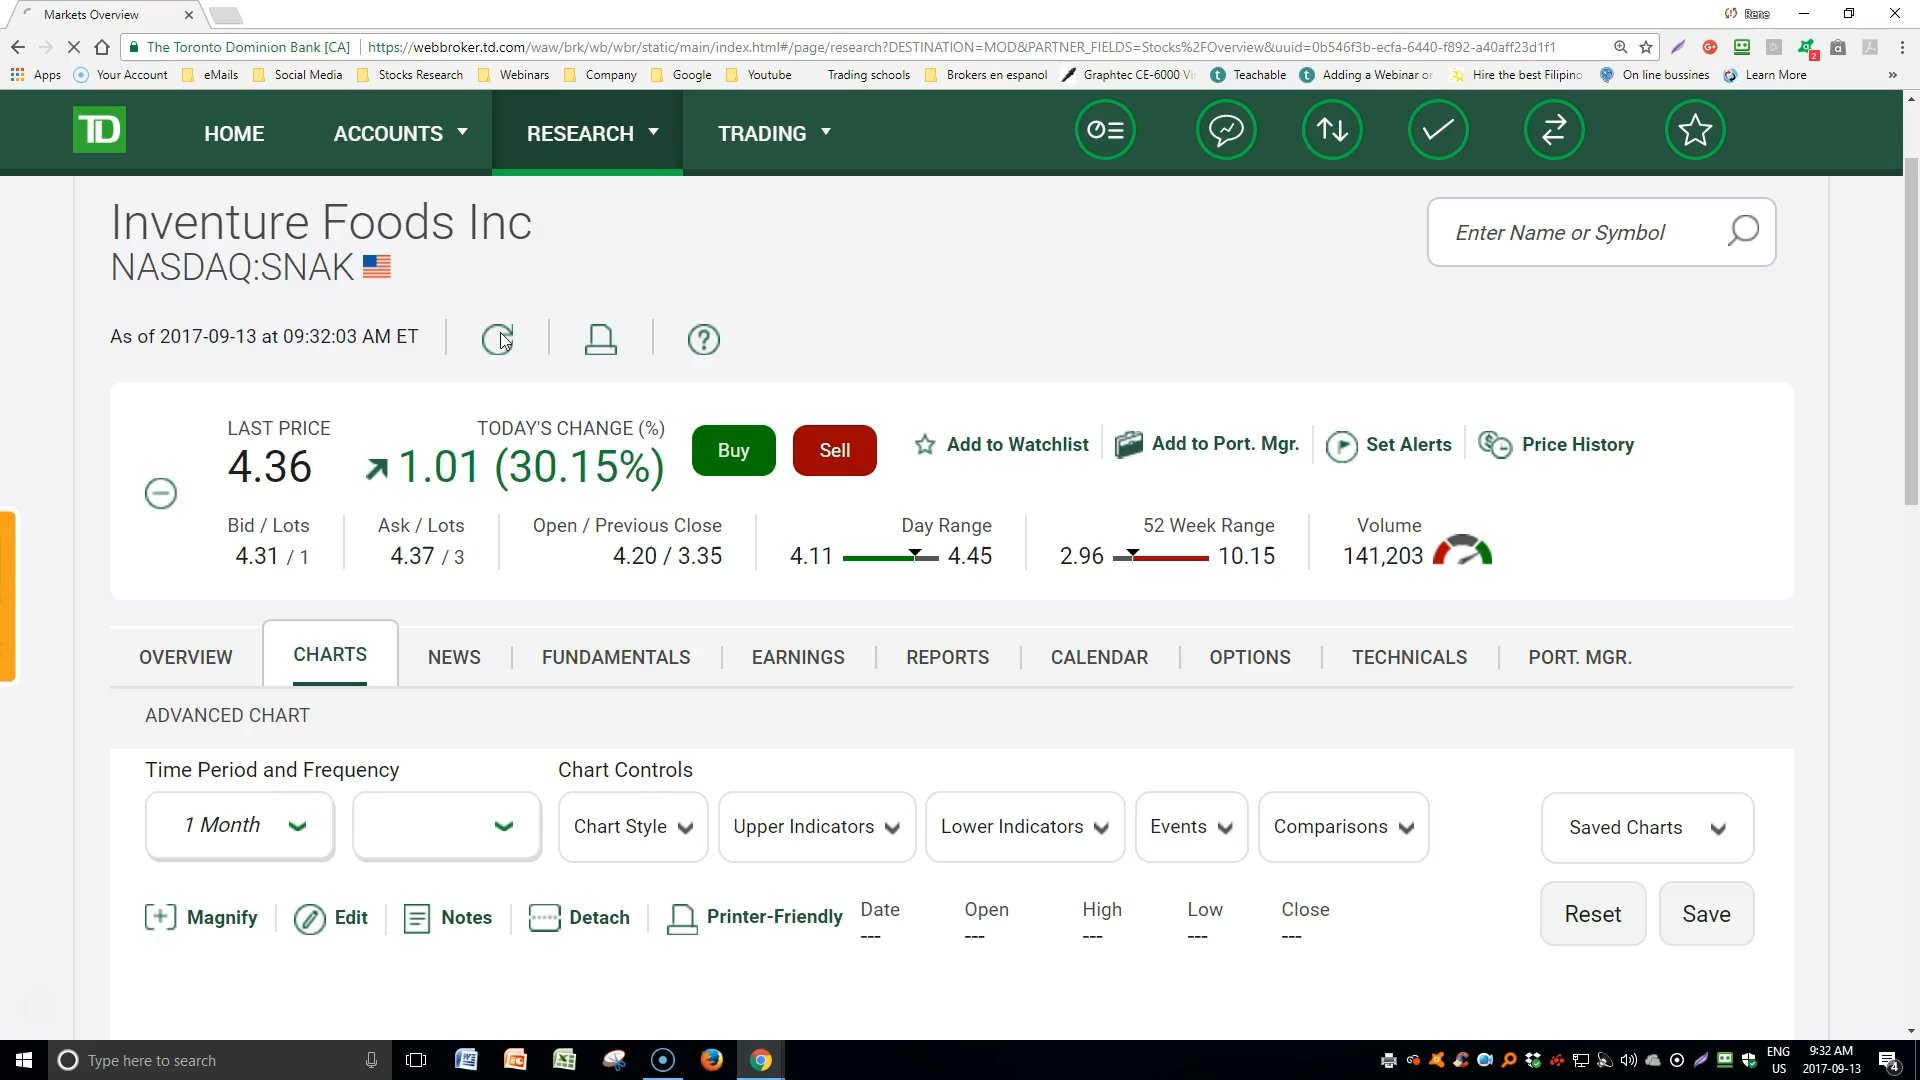 Markets Overview
Rene
The Toronto Dominion Bank [CA] https://webbroker.td.com/waw/brk/wb/wbr/static/main/index.html#/page/research?DESTINATION=MOD&PARTNER_FIELDS=Stocks%2FOverview&uuid=0b546f3b-ecfa-6440-f892-a40aff23d1f1
Apps Your Account eMails Social Media Stocks Research Webinars Company Google Youtube Trading schools Brokers en espanol Graphtec CE-6000 Vi Teachable Adding a Webinar or Hire the best Filipino On line bussines Learn More
TD HOME ACCOUNTS RESEARCH TRADING
Inventure Foods Inc
NASDAQ:SNAK
Enter Name or Symbol
As of 2017-09-13 at 09:32:03 AM ET
LAST PRICE TODAY'S CHANGE (%)
4.36 1.01 (30.15%)
Buy Sell Add to Watchlist Add to Port. Mgr. Set Alerts Price History
Bid / Lots Ask / Lots Open / Previous Close Day Range 52 Week Range Volume
4.31 / 1 4.37 / 3 4.20 / 3.35 4.11 4.45 2.96 10.15 141,203
OVERVIEW CHARTS NEWS FUNDAMENTALS EARNINGS REPORTS CALENDAR OPTIONS TECHNICALS PORT. MGR.
ADVANCED CHART
Time Period and Frequency Chart Controls
1 Month Chart Style Upper Indicators Lower Indicators Events Comparisons Saved Charts
Magnify Edit Notes Detach Printer-Friendly Date Open High Low Close Reset Save
--- --- --- --- ---
Type here to search
ENG 9:32 AM
US 2017-09-13 4